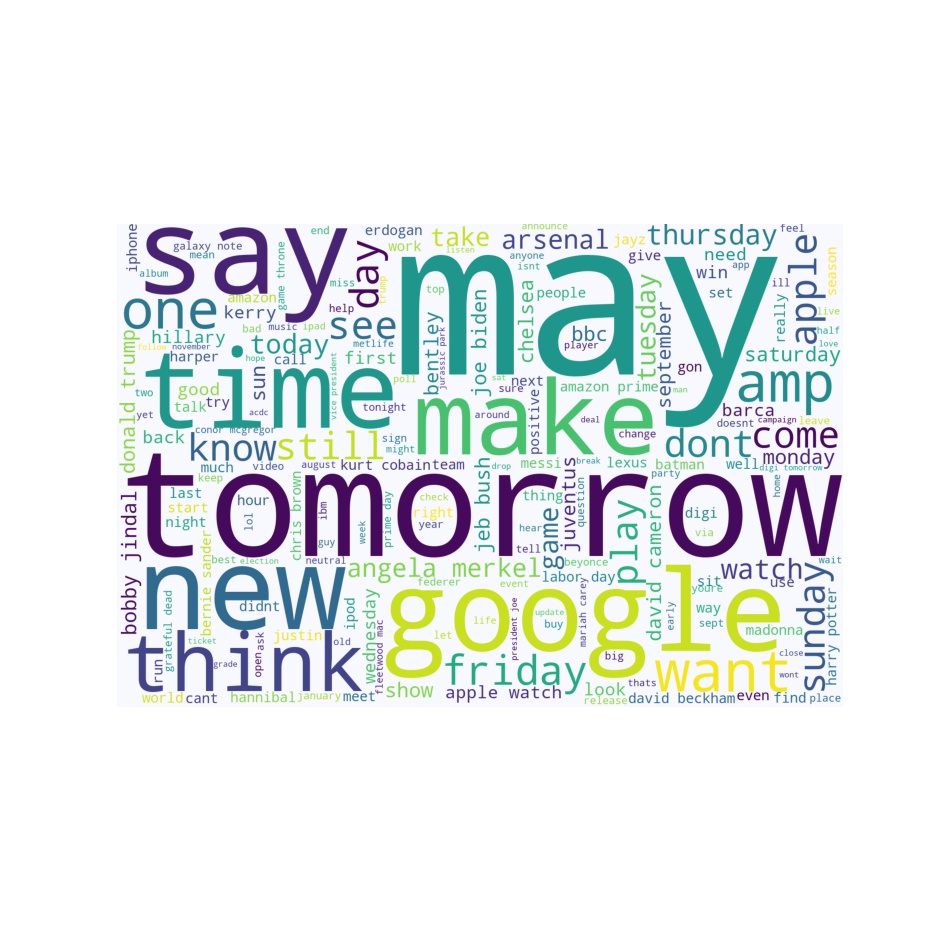 say
may
tomorrow
time
make
new
google
think
iphone
galaxy note
mean
album
end
erdogan
work
game throne
miss
day
trump
announce
take
listen
arsenal
anyone
isnt
jayz
give
thursday
need
win
app
set
feel
apple
season
ill
live
half
love
really
saturday
one
amazon
kerry
bad
music
ipad
help
see
metlife
top
bentley
jurassic park
joe biden
chelsea
people
bbc
player
tuesday
september
gon
amp
donald trump
hillary
follow
november
harper
today
sun
hope
call
vice president
first
poll
two
good
talk
try
yet
acdc
tonight
conor mcgregor
back
know
still
sign
might
sat
sure
next
around
positive
amazon prime
deal
man
change
barca
doesnt
campaign
leave
dont
come
monday
much
keep
video
august
kurt cobain
team
drop
messi
break
lexus
batman
party
well
digi tomorrow
home
bobby jindal
last
start
night
hour
lol
chris brown
ibm
guy
week
prime day
check
right
year
jeb bush
thing
hear
tell
game
juventus
question
play
david cameron
digi
via
best
election
neutral
bernie sander
grateful dead
didnt
ipod
wednesday
angela merkel
federer
event
beyonce
labor day
mariah carey
sit
youre
watch
use
wait
early
way
sept
madonna
sunday
harry potter
let
life
president joe
update
buy
big
ticket
grade
open
ask
justin
old
fleetwood mac
run
friday
want
thats
close
wont
world
cant
hannibal
january
meet
show
apple watch
look
release
david beckham
even
find
place